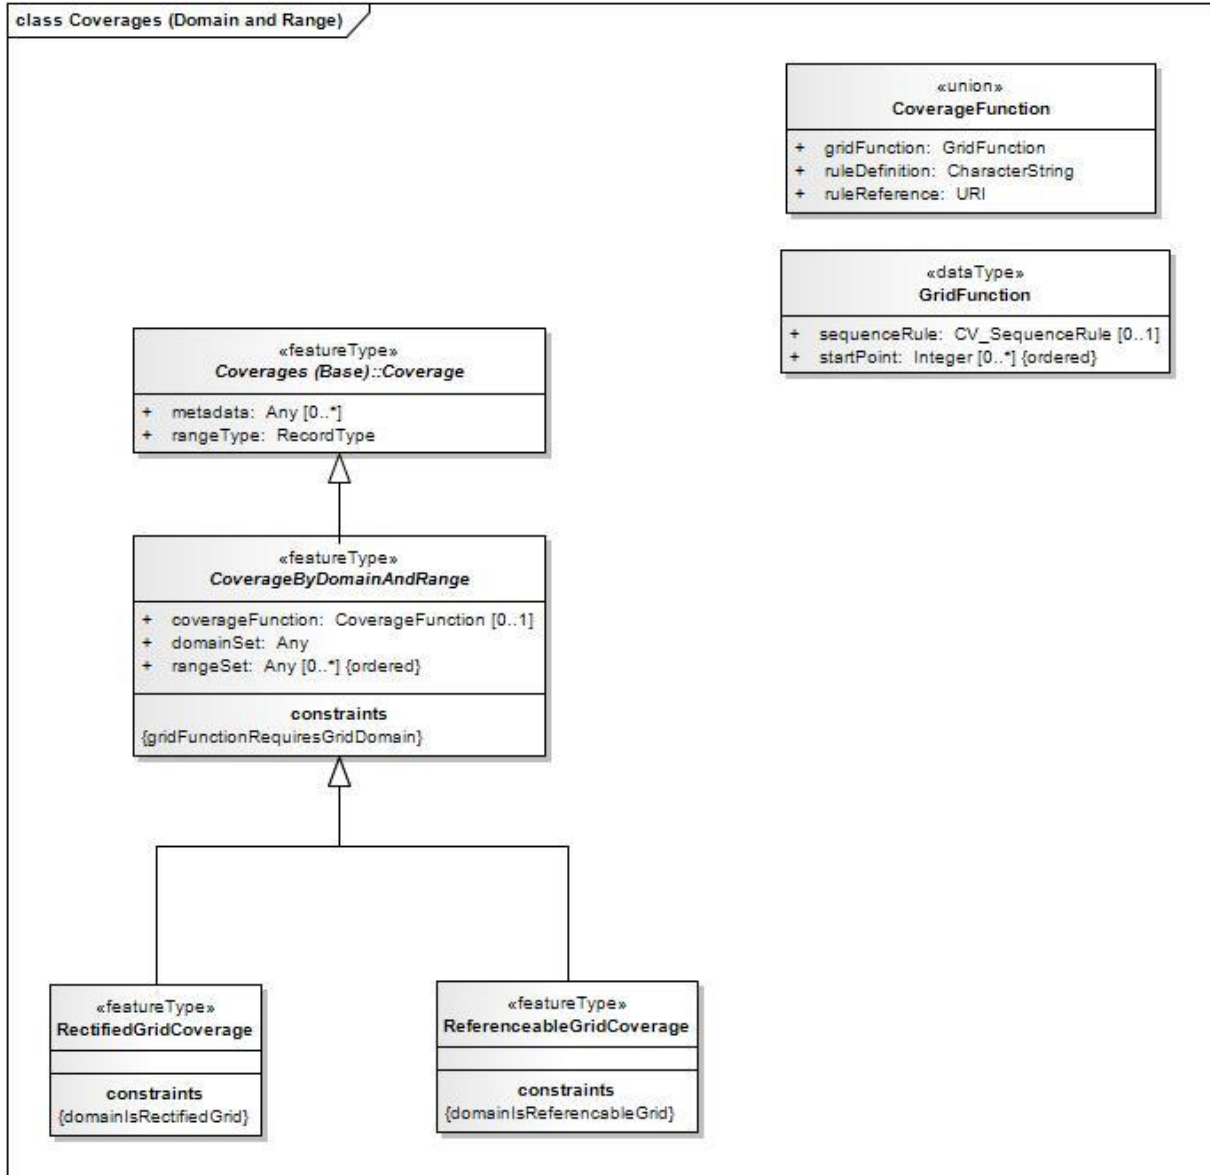 class Coverages (Domain and Range)
«union»
CoverageFunction
+ gridFunction: GridFunction
+ ruleDefinition: CharacterString
+ ruleReference: URI
«dataType»
GridFunction
+ sequenceRule: CV_SequenceRule [0..1]
+ startPoint: Integer [0..*] {ordered}
«featureType»
Coverages (Base)::Coverage
+ metadata: Any [0..*]
+ rangeType: RecordType
«featureType»
CoverageByDomainAndRange
+ coverageFunction: CoverageFunction [0..1]
+ domainSet: Any
+ rangeSet: Any [0..*] {ordered}
constraints
{gridFunctionRequiresGridDomain}
«featureType»
RectifiedGridCoverage
constraints
{domainIsRectifiedGrid}
«featureType»
ReferenceableGridCoverage
constraints
{domainIsReferencableGrid}